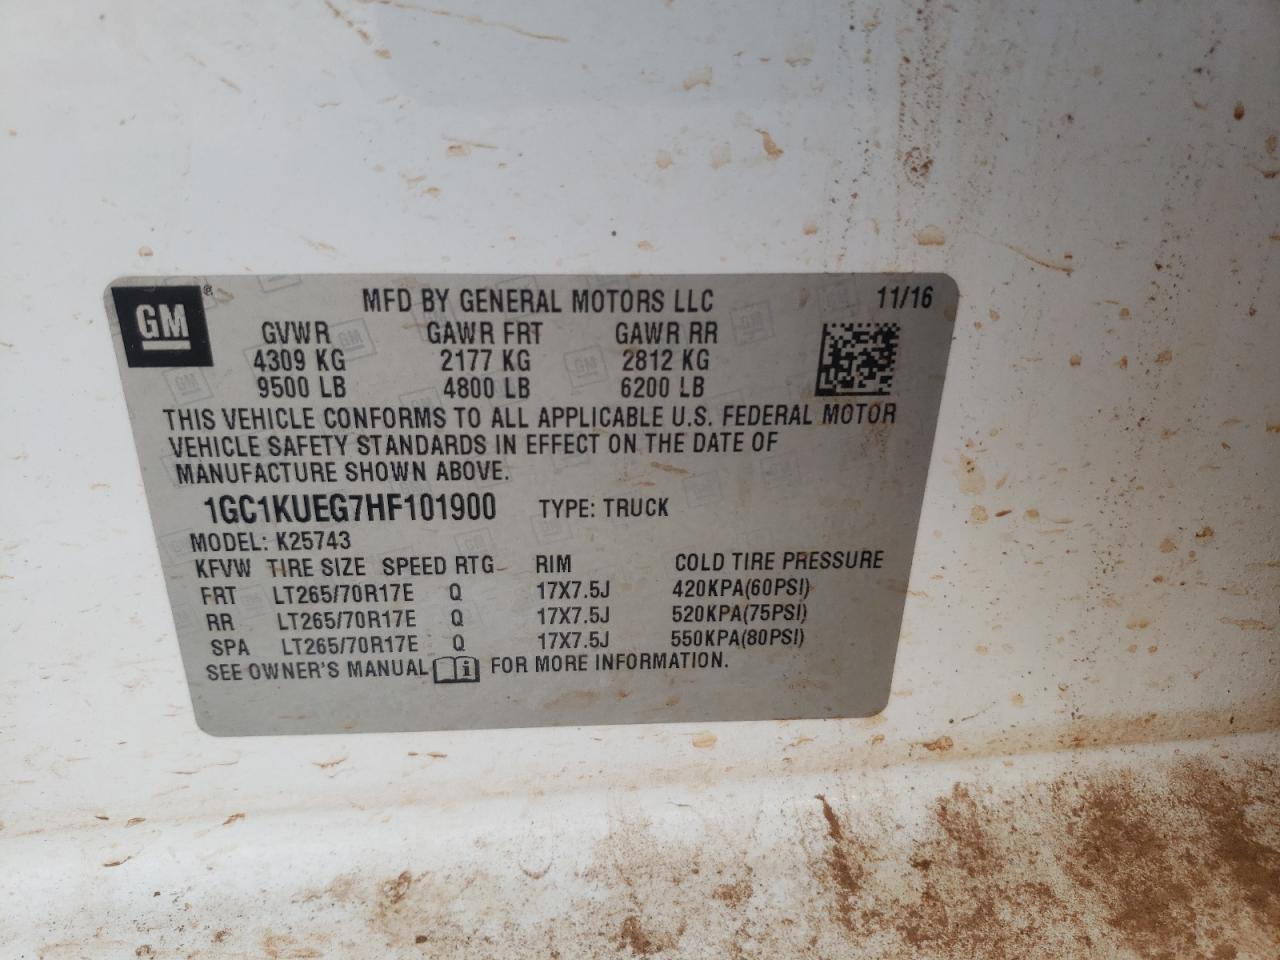 GM ® MFD BY GENERAL MOTORS LLC 11/16
GVWR GAWR FRT GAWR RR
4309 KG 2177 KG 2812 KG
9500 LB 4800 LB 6200 LB
THIS VEHICLE CONFORMS TO ALL APPLICABLE U.S. FEDERAL MOTOR
VEHICLE SAFETY STANDARDS IN EFFECT ON THE DATE OF
MANUFACTURE SHOWN ABOVE.
1GC1KUEG7HF101900 TYPE: TRUCK
MODEL: K25743
KFVW TIRE SIZE SPEED RTG RIM COLD TIRE PRESSURE
FRT LT265/70R17E Q 17X7.5J 420KPA(60PSI)
RR LT265/70R17E Q 17X7.5J 520KPA(75PSI)
SPA LT265/70R17E Q 17X7.5J 550KPA(80PSI)
SEE OWNER'S MANUAL FOR MORE INFORMATION.